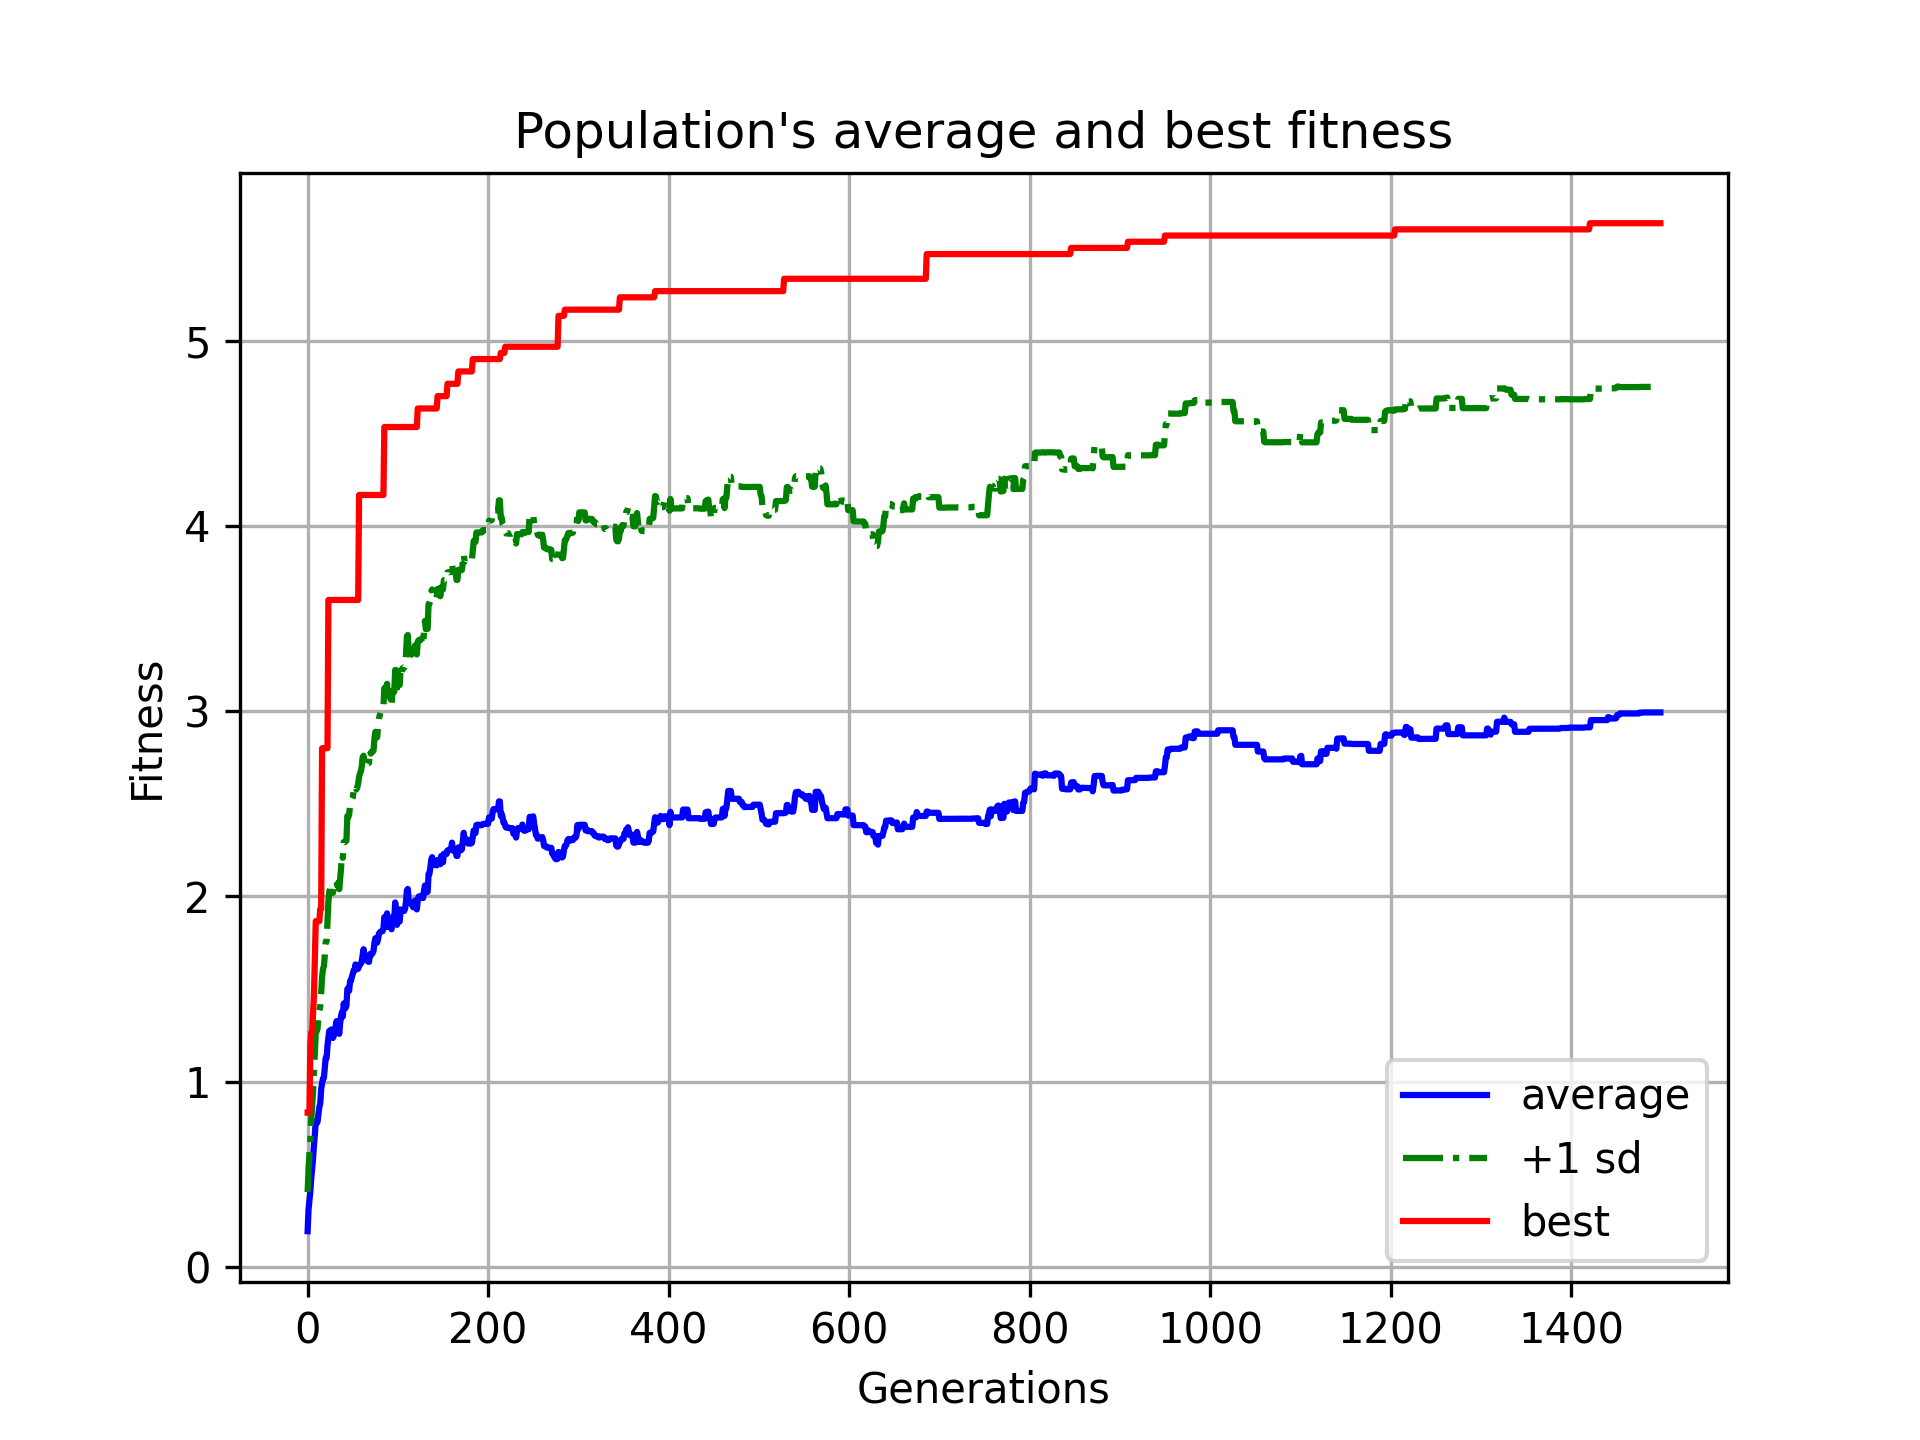 Population's average and best fitness
Fitness
5
4
3
2
1
0
0 200 400 600 800 1000 1200 1400
Generations
average
+1 sd
best